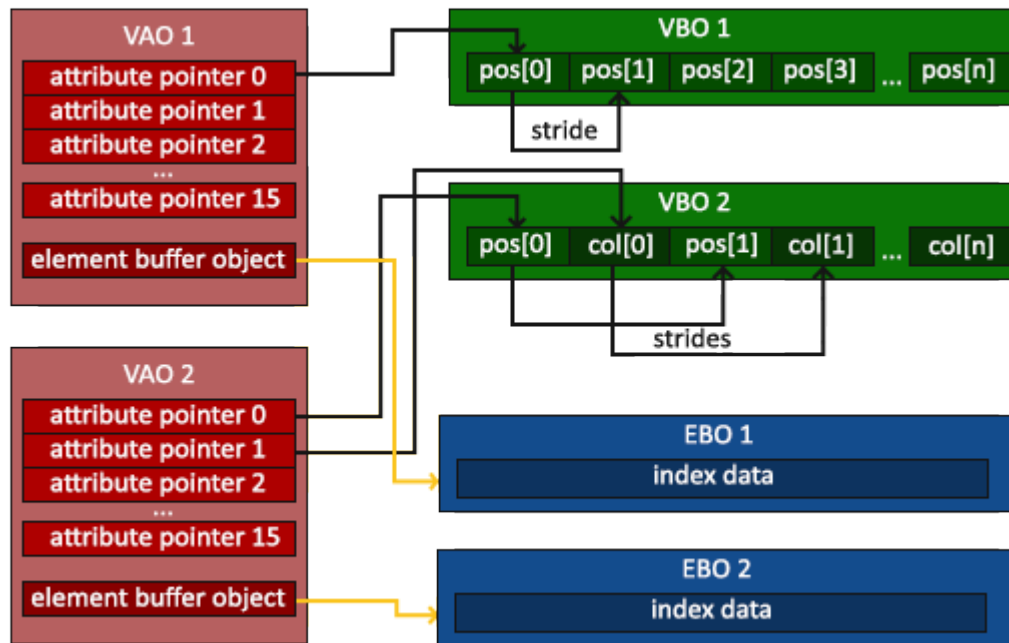 VAO 1
attribute pointer 0
attribute pointer 1
attribute pointer 2
...
attribute pointer 15
element buffer object
VAO 2
attribute pointer 0
attribute pointer 1
attribute pointer 2
...
attribute pointer 15
element buffer object
VBO 1
pos[0] pos[1] pos[2] pos[3] ... pos[n]
stride
VBO 2
pos[0] col[0] pos[1] col[1] ... col[n]
strides
EBO 1
index data
EBO 2
index data